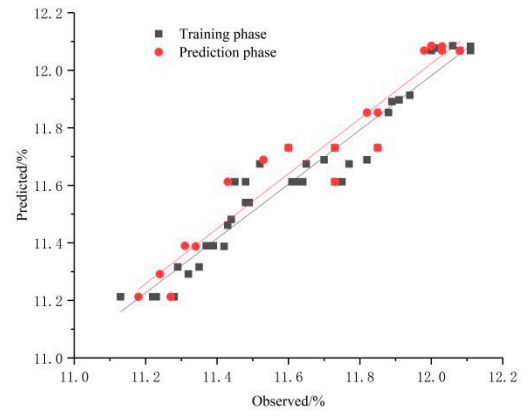 12.2
Training phase
Prediction phase
12.0
11.8
11.6
11.4
11.2
11.0
Predicted/%
11.0 11.2 11.4 11.6 11.8 12.0 12.2
Observed/%